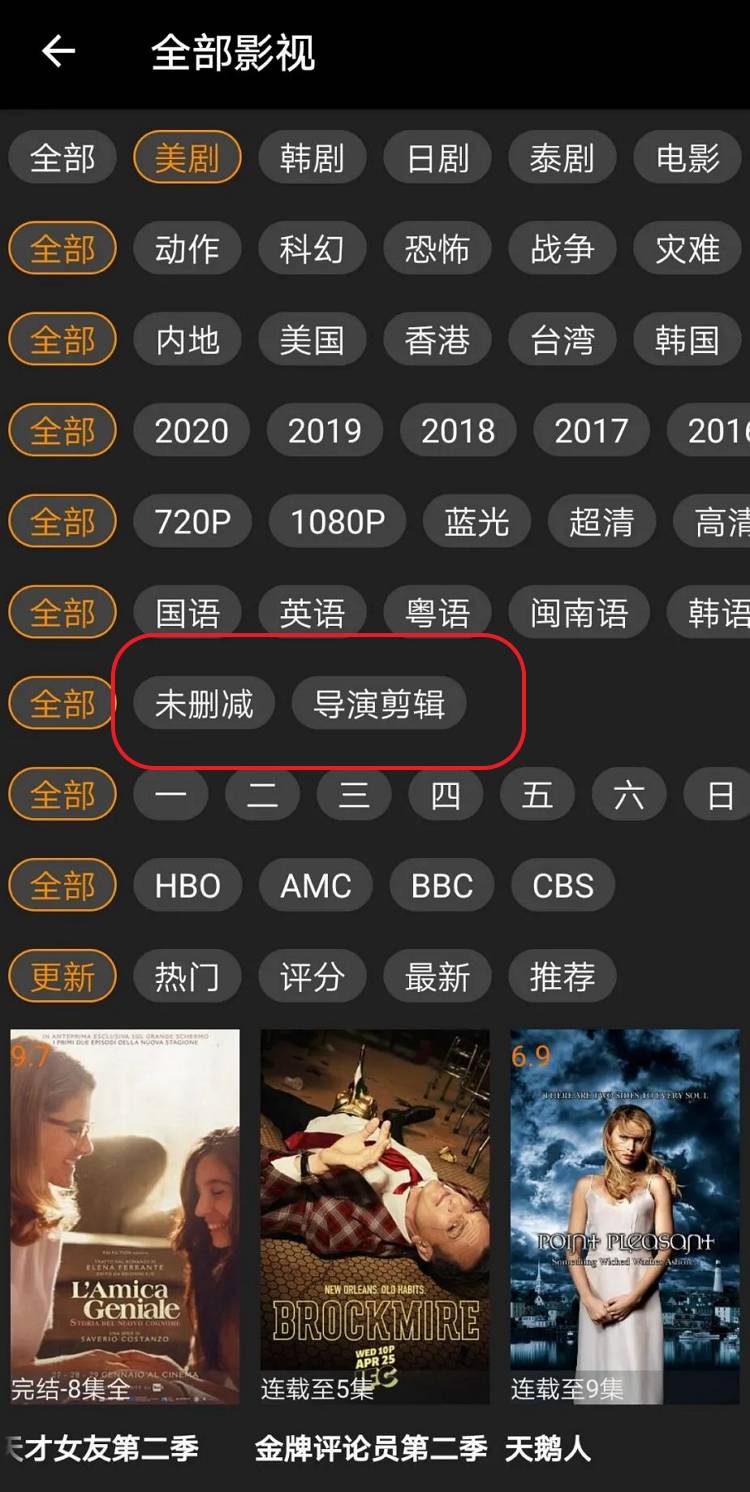 全部影视
全部 美剧 韩剧 日剧 泰剧 电影
全部 动作 科幻 恐怖 战争 灾难
全部 内地 美国 香港 台湾 韩国
全部 2020 2019 2018 2017 2016
全部 720P 1080P 蓝光 超清 高清
全部 国语 英语 粤语 闽南语 韩语
全部 未删减 导演剪辑
全部 一 二 三 四 五 六 日
全部 HBO AMC BBC CBS
更新 热门 评分 最新 推荐
IN ANTEPRIMA ESCLUSIVA SUL GRANDE SCHERMO
I PRIMI DUE EPISODI DELLA NUOVA STAGIONE
9.7
ELENA FERRANTE
L'Amica
Geniale
STORIA DEL NUOVO COGNOME
SAVERIO COSTANZO
27 - 28 - 29 GENNAIO AL CINEMA
完结-8集全
NEW ORLEANS. OLD HABITS.
BROCKMIRE
WED 10P
APR 25
IFC
连载至5集
6.9
THERE ARE TWO SIDES TO EVERY SOUL
POINT PLEASANT
Something Wicked Washes Ashore
连载至9集
天才女友第二季 金牌评论员第二季 天鹅人